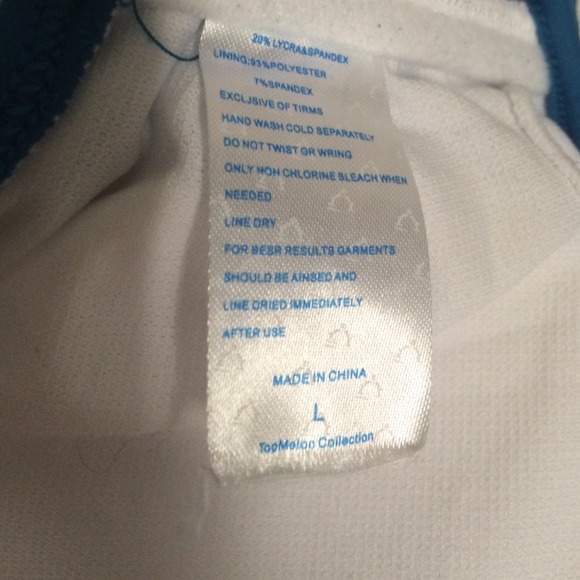 20% LYCRA&SPANDEX
LINING:93%POLYESTER
7%SPANDEX
EXCLJSIVE OF TIRMS
HAND WASH COLD SEPARATELY
DO NOT TWIST OR WRING
ONLY NON CHLORINE BLEACH WHEN
NEEDED
LINE DRY
FOR BESR RESULTS GARMENTS
SHOULD BE AINSED AND
LINE DRIED IMMEDIATELY
AFTER USE
MADE IN CHINA
L
TopMelon Collection